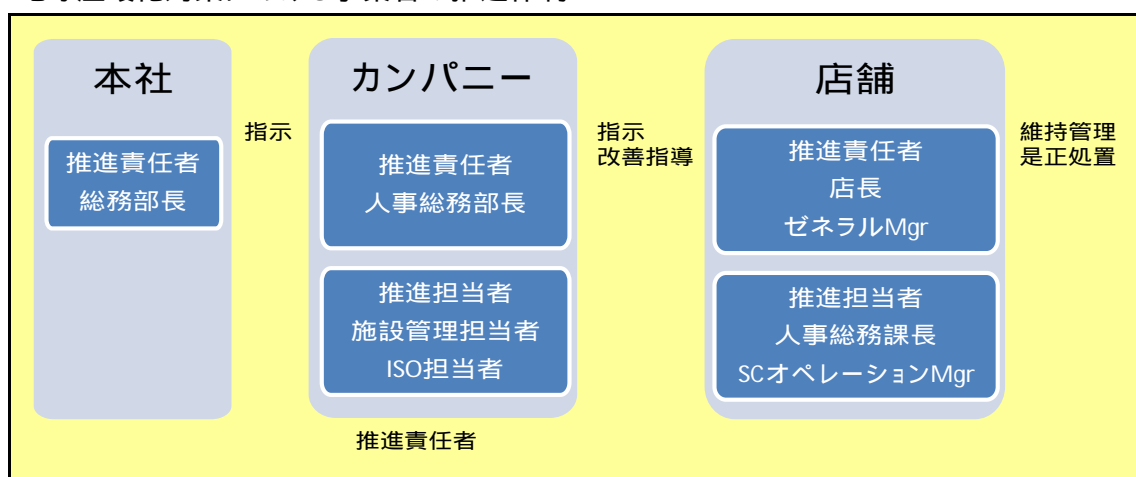 本社
推進責任者
総務部長
指示
カンパニー
推進責任者
人事総務部長
推進担当者
施設管理担当者
ISO担当者
推進責任者
指示
改善指導
店舗
推進責任者
店長
ゼネラルMgr
推進担当者
人事総務課長
SCオペレーションMgr
維持管理
是正処置